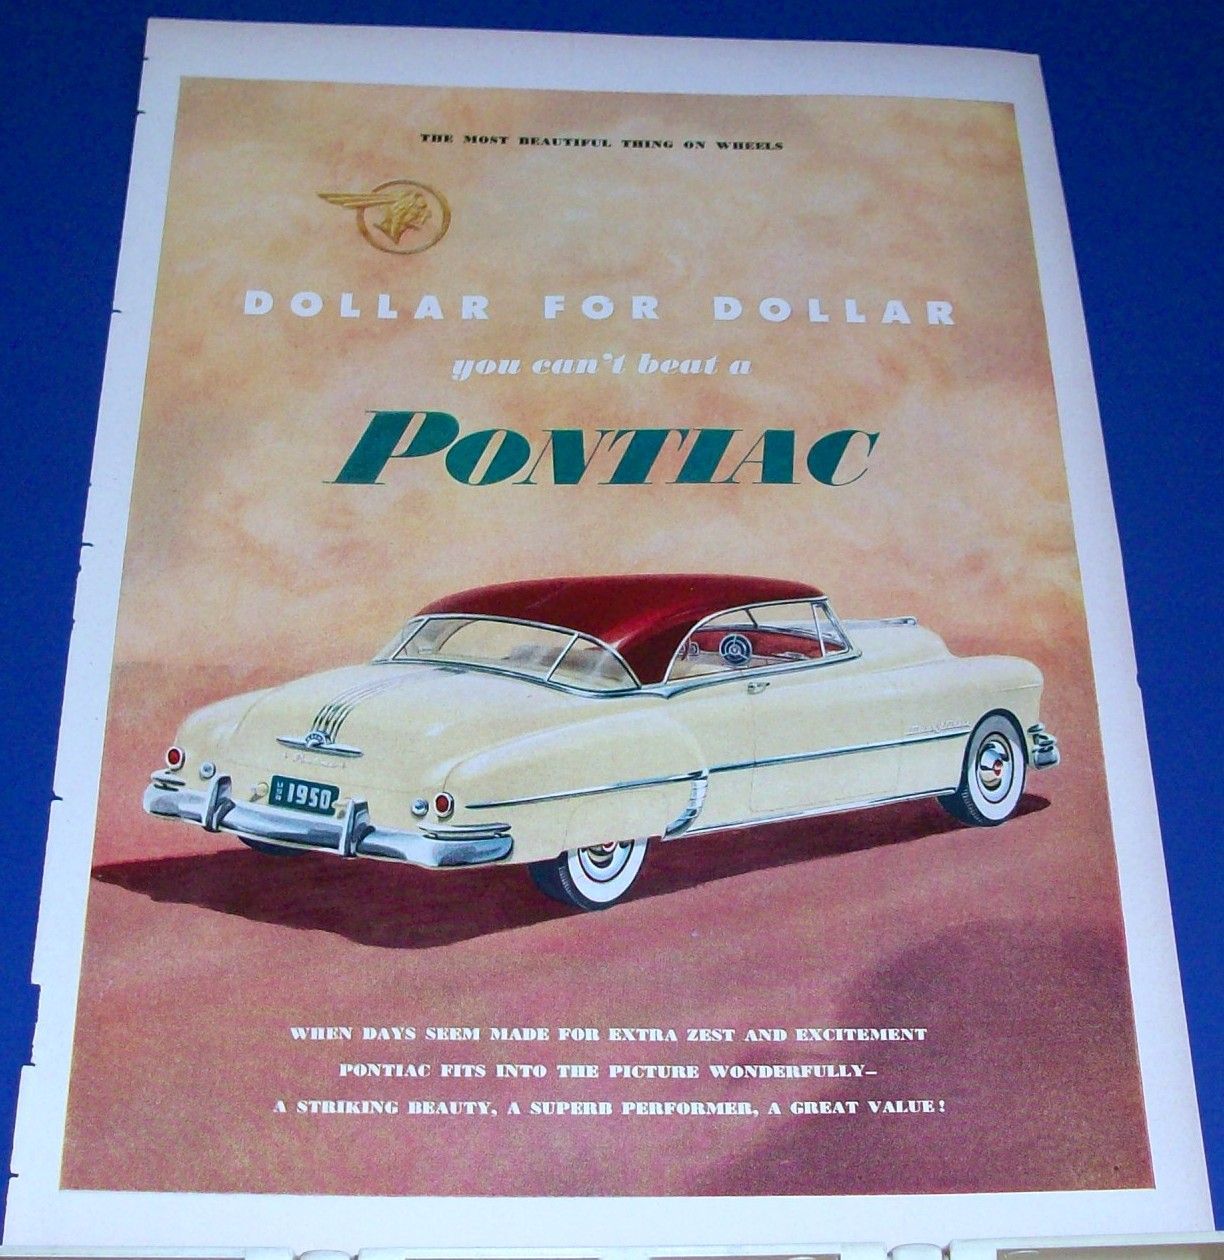 THE MOST BEAUTIFUL THING ON WHEELS
DOLLAR FOR DOLLAR
you can't beat a
PONTIAC
1950
WHEN DAYS SEEM MADE FOR EXTRA ZEST AND EXCITEMENT
PONTIAC FITS INTO THE PICTURE WONDERFULLY—
A STRIKING BEAUTY, A SUPERB PERFORMER, A GREAT VALUE!